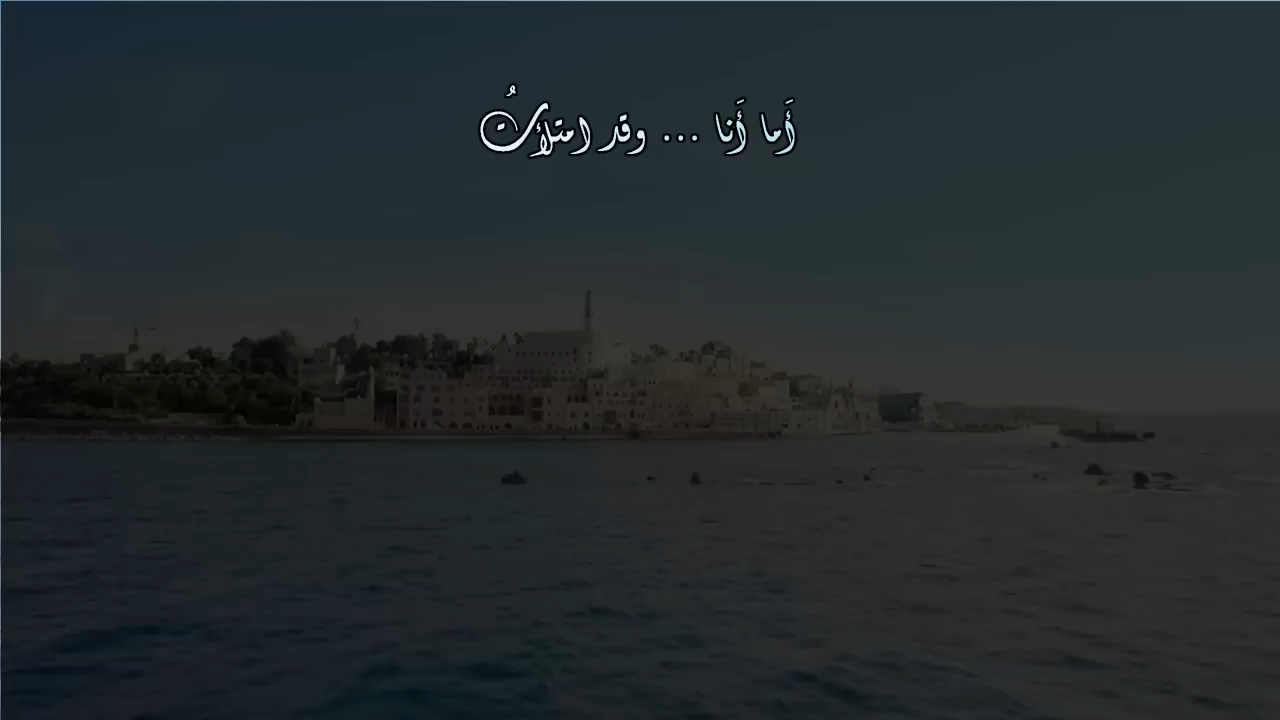 أَما أَنا ... وقد امتلأتُ